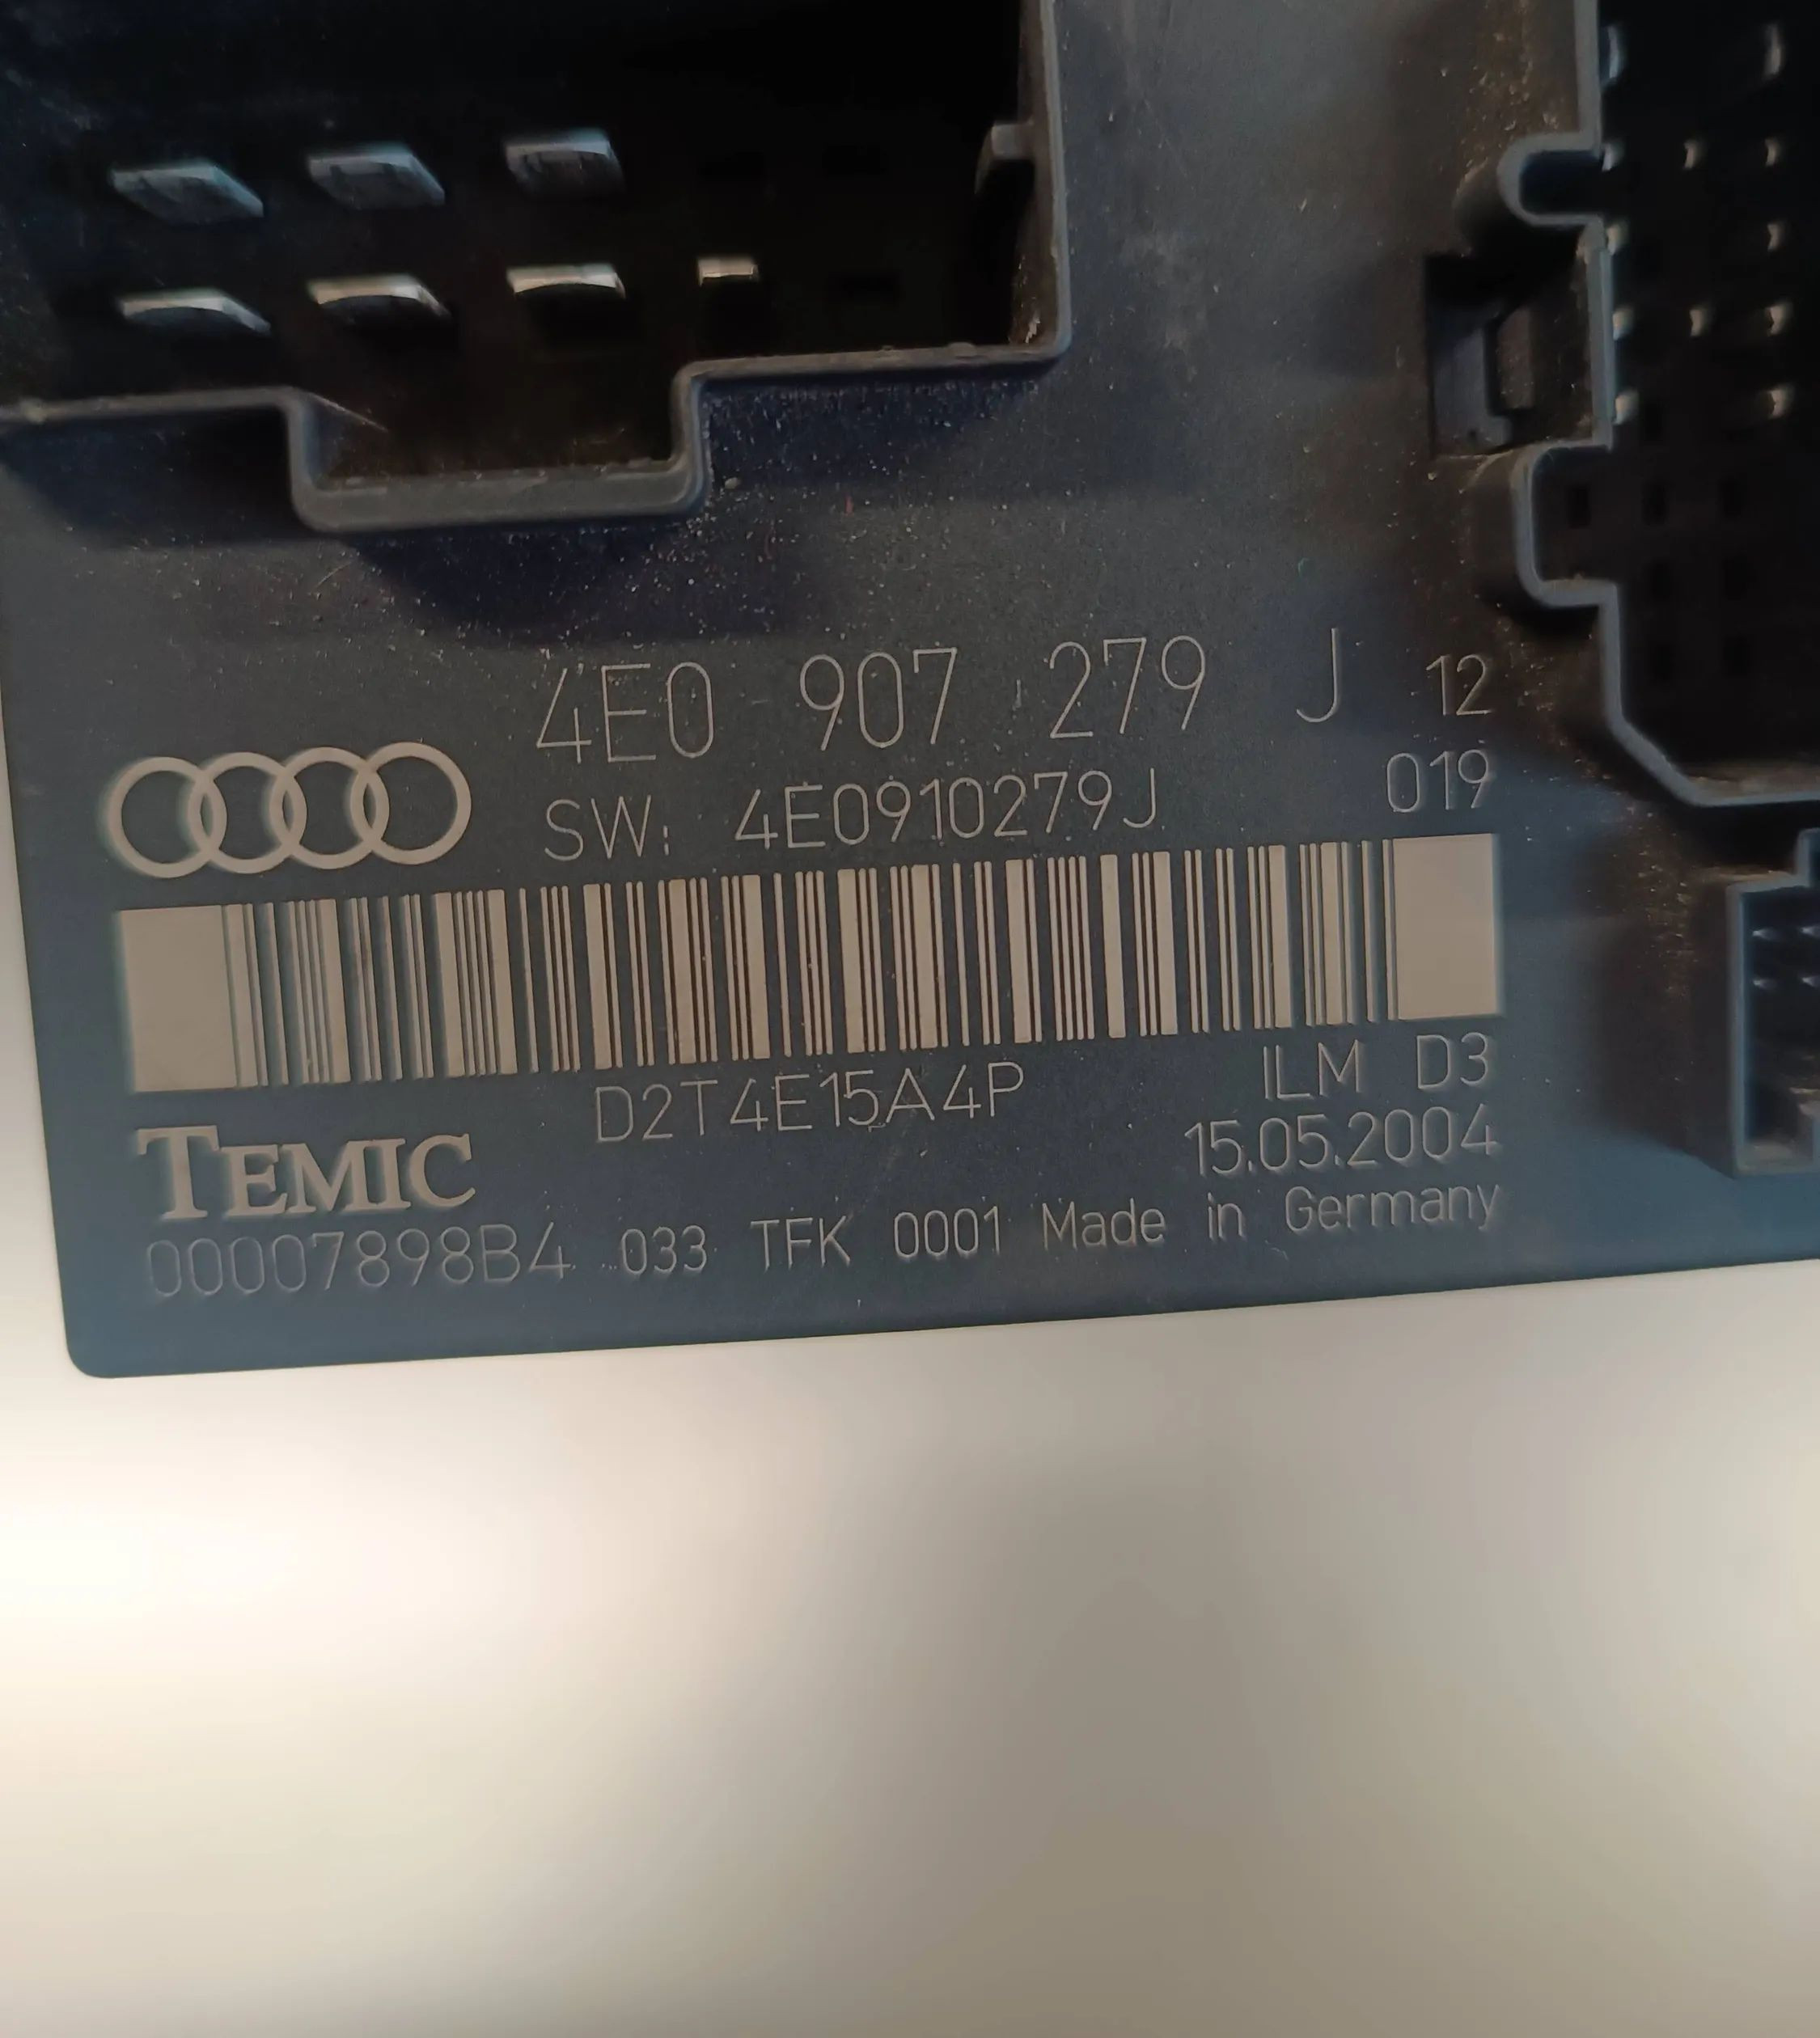 4E0 907 279 J 12
SW: 4E0910279J 019
D2T4E15A4P ILM D3
TEMIC 15.05.2004
00007898B4 033 TFK 0001 Made in Germany